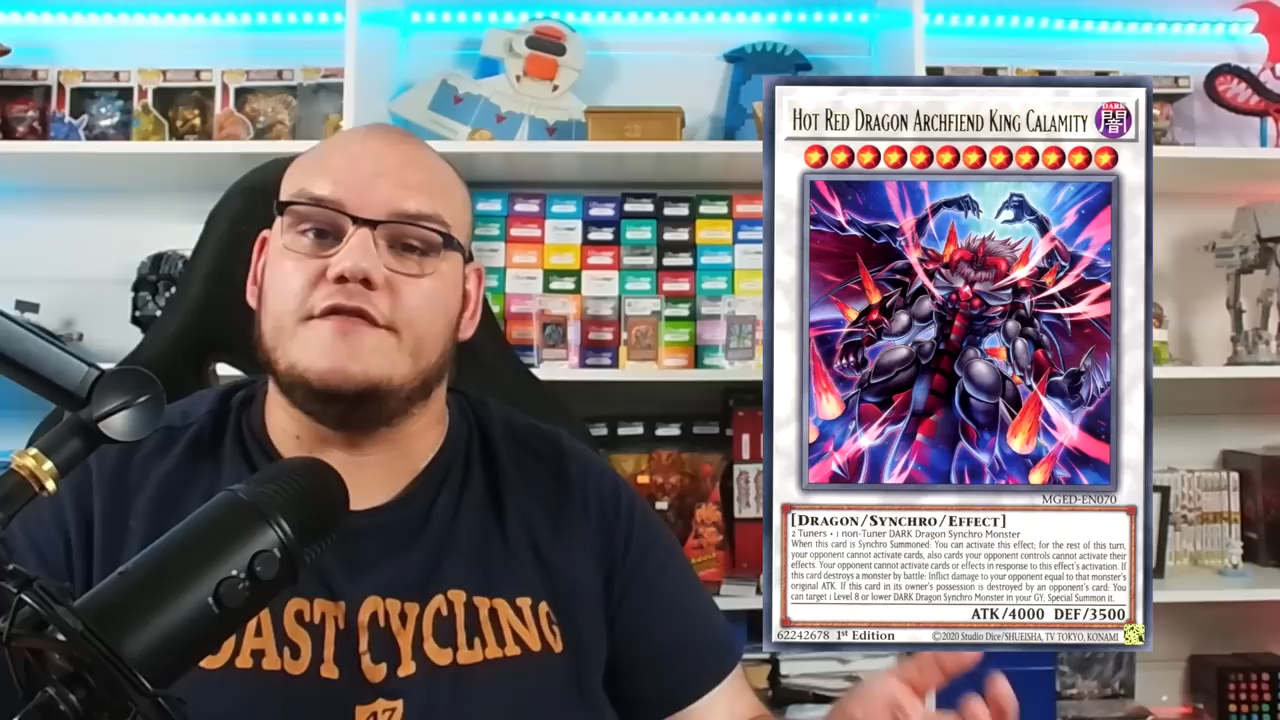 HOT RED DRAGON ARCHFIEND KING CALAMITY
DARK
闇
MGED-EN070
[DRAGON/SYNCHRO/EFFECT]
2 Tuners + 1 non-Tuner DARK Dragon Synchro Monster
When this card is Synchro Summoned: You can activate this effect; for the rest of this turn,
your opponent cannot activate cards, also cards your opponent controls cannot activate their
effects. Your opponent cannot activate cards or effects in response to this effect's activation. If
this card destroys a monster by battle: Inflict damage to your opponent equal to that monster's
original ATK. If this card in its owner's possession is destroyed by an opponent's card: You
can target 1 Level 8 or lower DARK Dragon Synchro Monster in your GY, Special Summon it.
ATK/4000 DEF/3500
62242678 1st Edition ©2020 Studio Dice/SHUEISHA, TV TOKYO, KONAMI
CYCLING
47